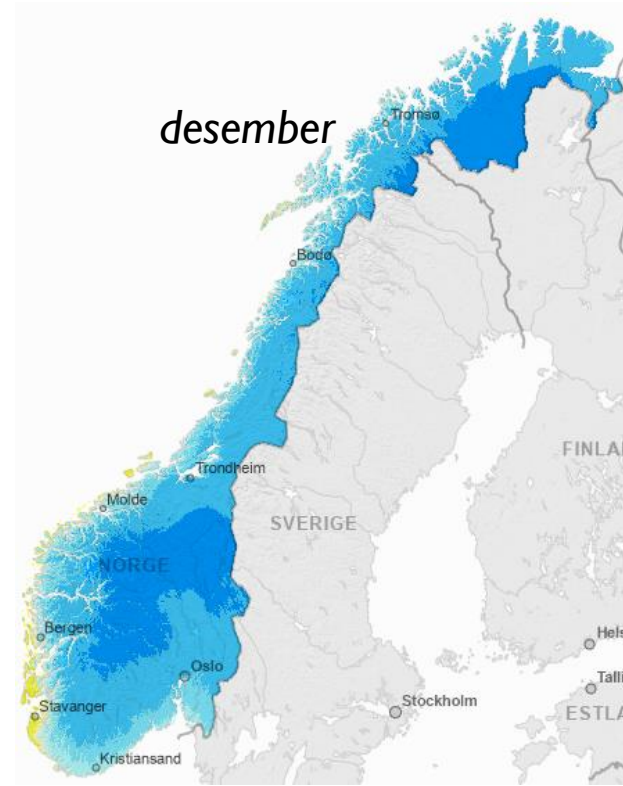 desember
Tromsø
Bodø
Trondheim
Molde
FINLA
SVERIGE
NORGE
Bergen
Hels
Oslo
Talli
Stavanger
Stockholm
ESTLA
Kristiansand